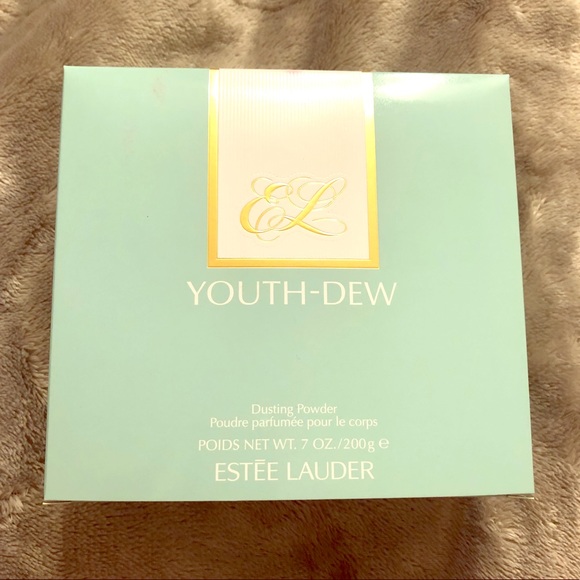 EL
YOUTH-DEW
Dusting Powder
Poudre parfumée pour le corps
POIDS NET WT. 7 OZ./200g ℮
ESTĒE LAUDER